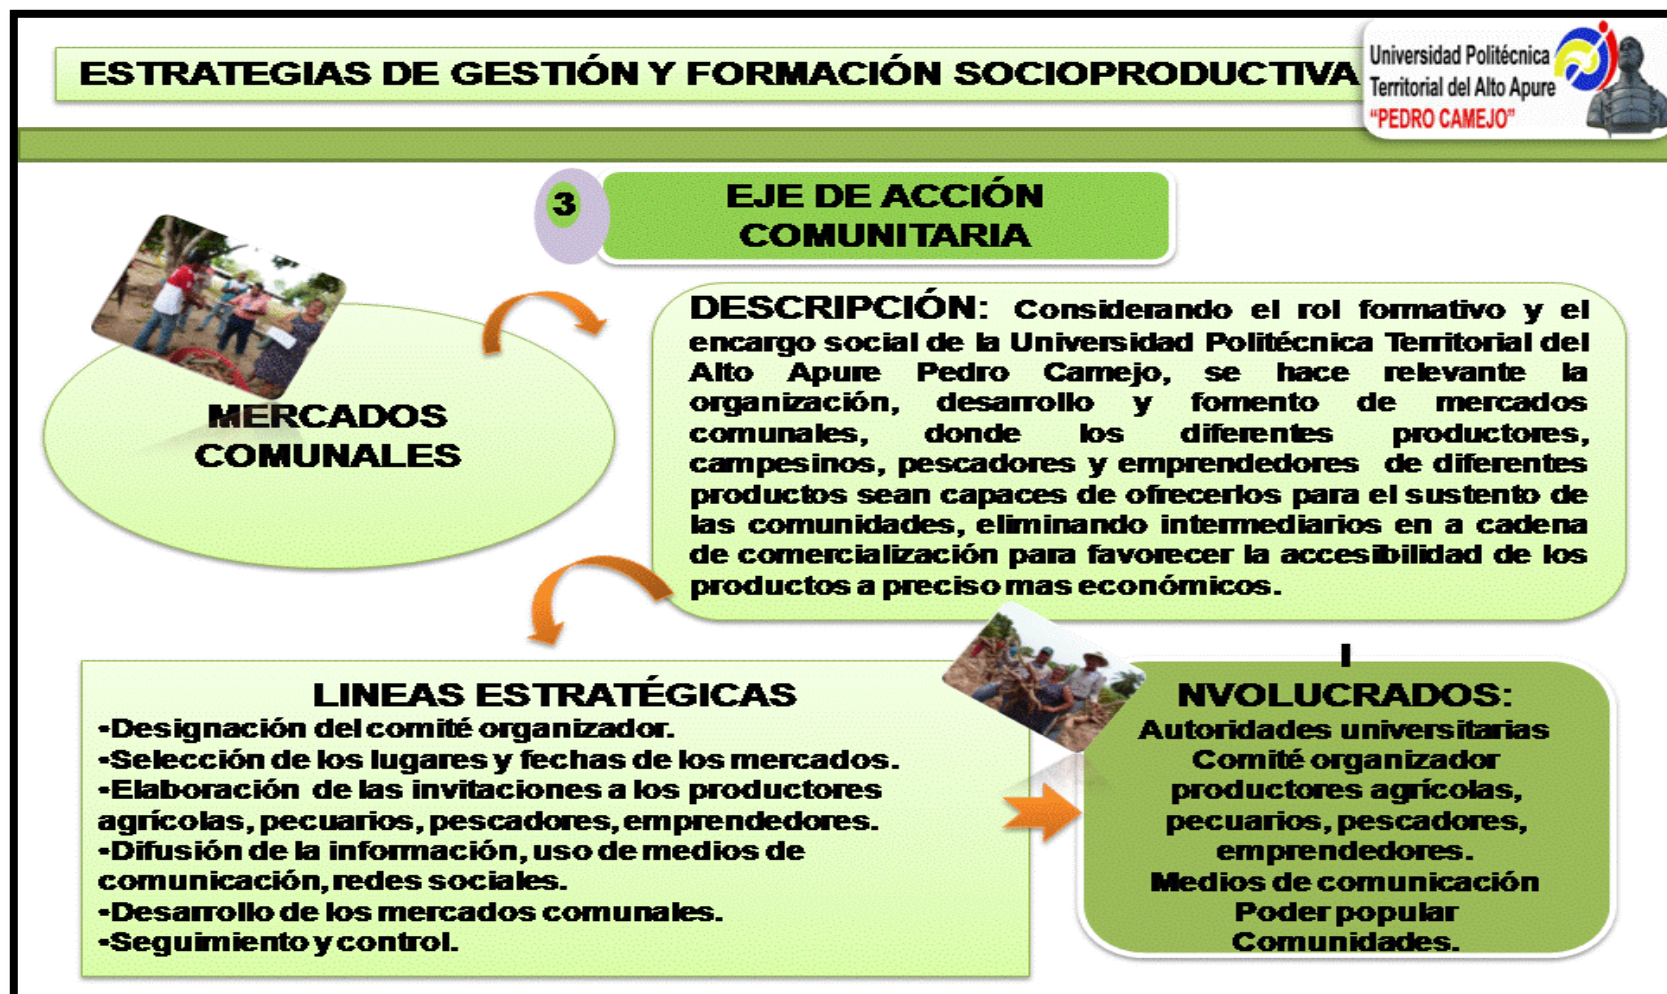 ESTRATEGIAS DE GESTIÓN Y FORMACIÓN SOCIOPRODUCTIVA
Universidad Politécnica
Territorial del Alto Apure
“PEDRO CAMEJO”
3
EJE DE ACCIÓN
COMUNITARIA
MERCADOS
COMUNALES
DESCRIPCIÓN: Considerando el rol formativo y el
encargo social de la Universidad Politécnica Territorial del
Alto Apure Pedro Camejo, se hace relevante la
organización, desarrollo y fomento de mercados
comunales, donde los diferentes productores,
campesinos, pescadores y emprendedores de diferentes
productos sean capaces de ofrecerlos para el sustento de
las comunidades, eliminando intermediarios en a cadena
de comercialización para favorecer la accesibilidad de los
productos a preciso mas económicos.
LINEAS ESTRATÉGICAS
•Designación del comité organizador.
•Selección de los lugares y fechas de los mercados.
•Elaboración de las invitaciones a los productores
agrícolas, pecuarios, pescadores, emprendedores.
•Difusión de la información, uso de medios de
comunicación, redes sociales.
•Desarrollo de los mercados comunales.
•Seguimiento y control.
I
NVOLUCRADOS:
Autoridades universitarias
Comité organizador
productores agrícolas,
pecuarios, pescadores,
emprendedores.
Medios de comunicación
Poder popular
Comunidades.